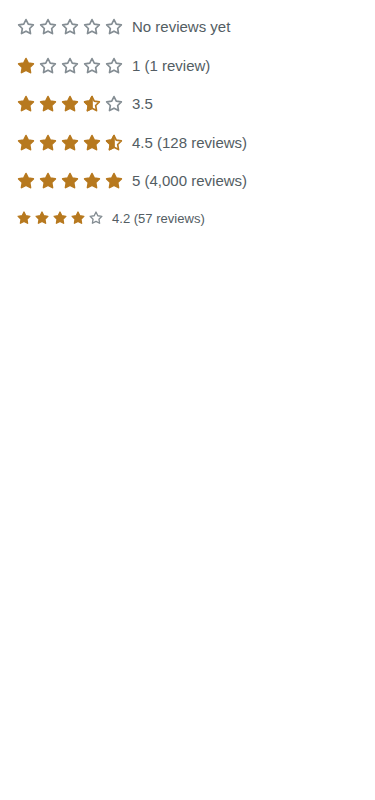 No reviews yet
1 (1 review)
3.5
4.5 (128 reviews)
5 (4,000 reviews)
4.2 (57 reviews)